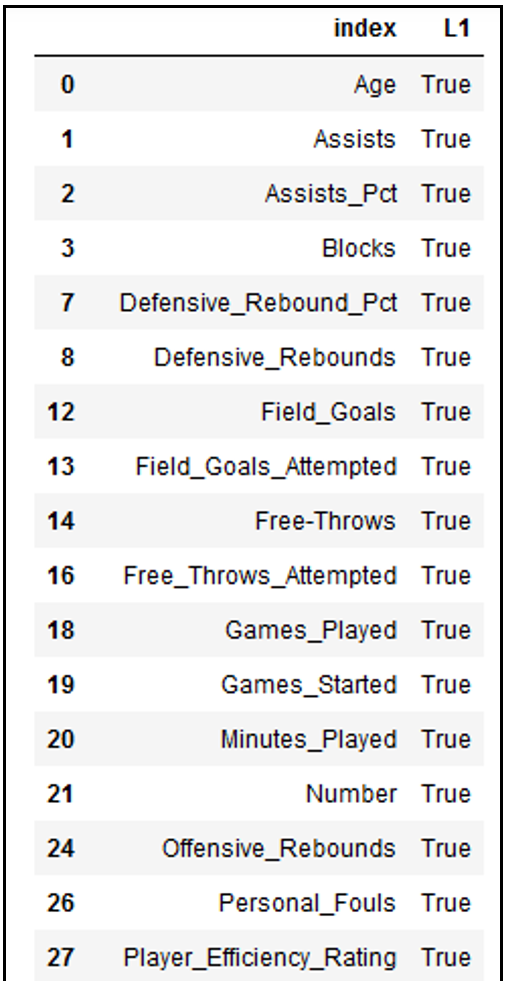 index L1
0 Age True
1 Assists True
2 Assists_Pct True
3 Blocks True
7 Defensive_Rebound_Pct True
8 Defensive_Rebounds True
12 Field_Goals True
13 Field_Goals_Attempted True
14 Free-Throws True
16 Free_Throws_Attempted True
18 Games_Played True
19 Games_Started True
20 Minutes_Played True
21 Number True
24 Offensive_Rebounds True
26 Personal_Fouls True
27 Player_Efficiency_Rating True